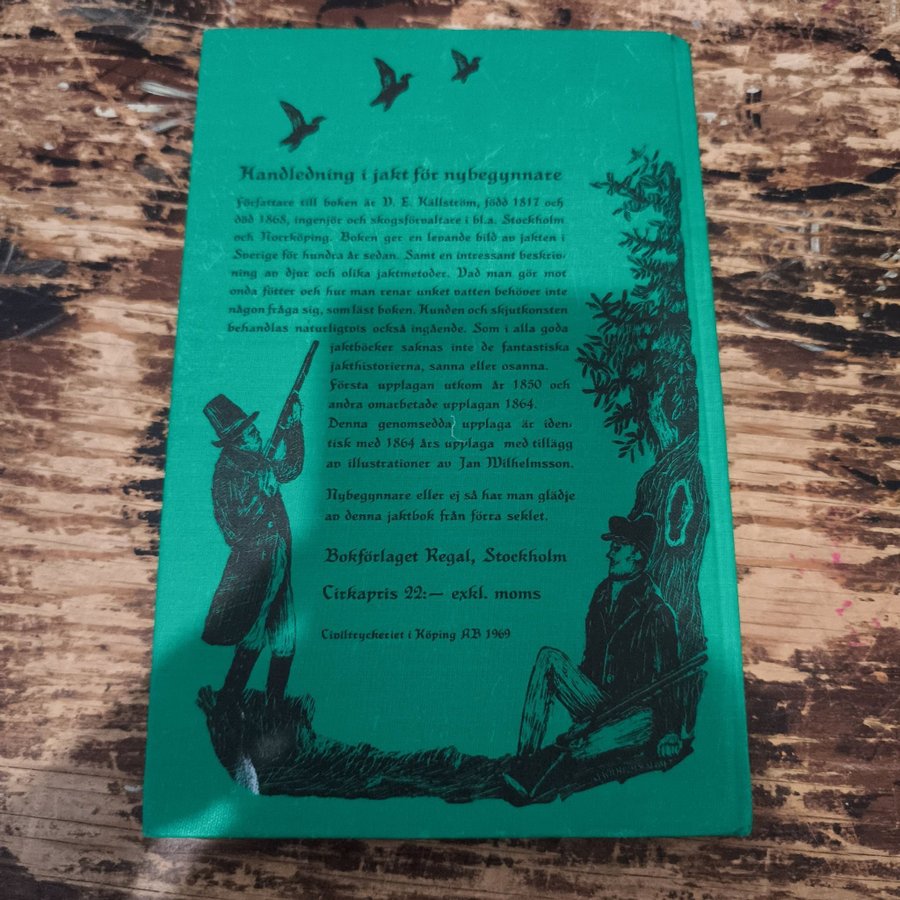 Handledning i jakt för nybegynnare
Författare till boken är V. E. Källström, född 1817 och
död 1868, ingenjör och skogsförvaltare i bl.a. Stockholm
och Norrköping. Boken ger en levande bild av jakten i
Sverige för hundra år sedan. Samt en intressant beskriv-
ning av djur och olika jaktmetoder. Vad man gör mot
onda fötter och hur man renar unket vatten behöver inte
någon fråga sig, som läst boken. Hunden och skjutkonsten
behandlas naturligtvis också ingående. Som i alla goda
jaktböcker saknas inte de fantastiska
jakthistorierna, sanna eller osanna.
Första upplagan utkom år 1850 och
andra omarbetade upplagan 1864.
Denna genomsedda upplaga är iden-
tisk med 1864 års upplaga med tillägg
av illustrationer av Jan Wilhelmsson.
Nybegynnare eller ej så har man glädje
av denna jaktbok från förra seklet.
Bokförlaget Regal, Stockholm
Cirkapris 22:— exkl. moms
Civiltryckeriet i Köping AB 1969